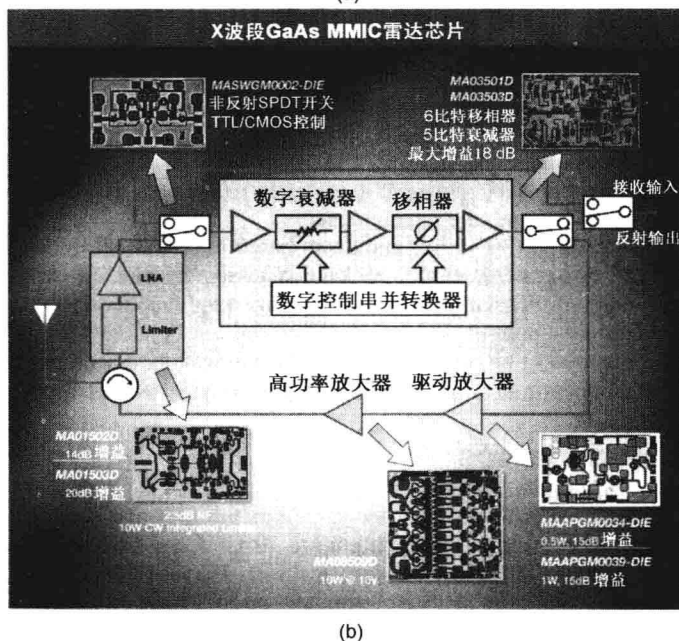 X波段GaAs MMIC雷达芯片
MASWGM0002-DIE
非反射SPDT开关
TTL/CMOS控制
MA03501D
MA03503D
6比特移相器
5比特衰减器
最大增益18 dB
接收输入
反射输出
数字衰减器
移相器
数字控制串并转换器
LNA
Limiter
高功率放大器
驱动放大器
MA01502D
14dB 增益
MA01503D
20dB 增益
2.5dB NF
10W CW Integrated Limiter
10W @ 10V
MAAPGM0034-DIE
0.5W, 15dB 增益
MAAPGM0039-DIE
1W, 15dB 增益
(b)